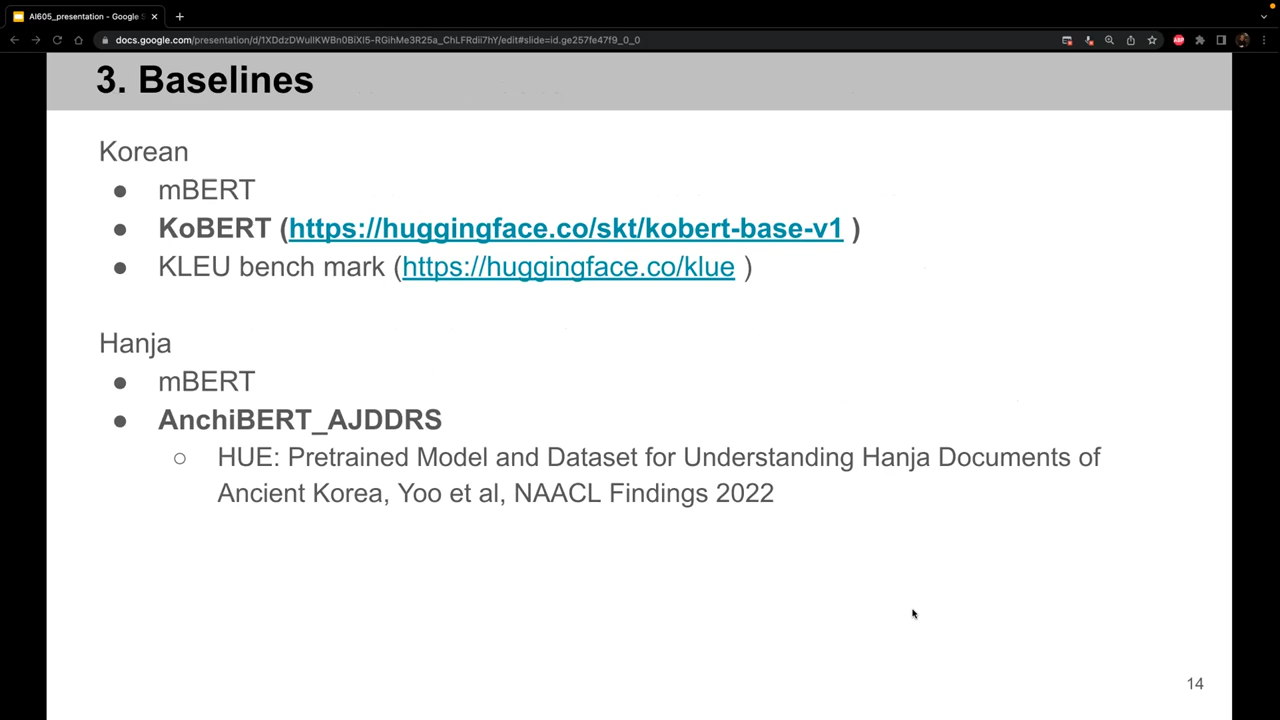 AI605_presentation - Google S
docs.google.com/presentation/d/1XDdzDWullKWBn0BiXI5-RGihMe3R25a_ChLFRdii7hY/edit#slide=id.ge257fe47f9_0_0
3. Baselines
Korean
● mBERT
● KoBERT (https://huggingface.co/skt/kobert-base-v1 )
● KLEU bench mark (https://huggingface.co/klue )
Hanja
● mBERT
● AnchiBERT_AJDDRS
○ HUE: Pretrained Model and Dataset for Understanding Hanja Documents of
Ancient Korea, Yoo et al, NAACL Findings 2022
14